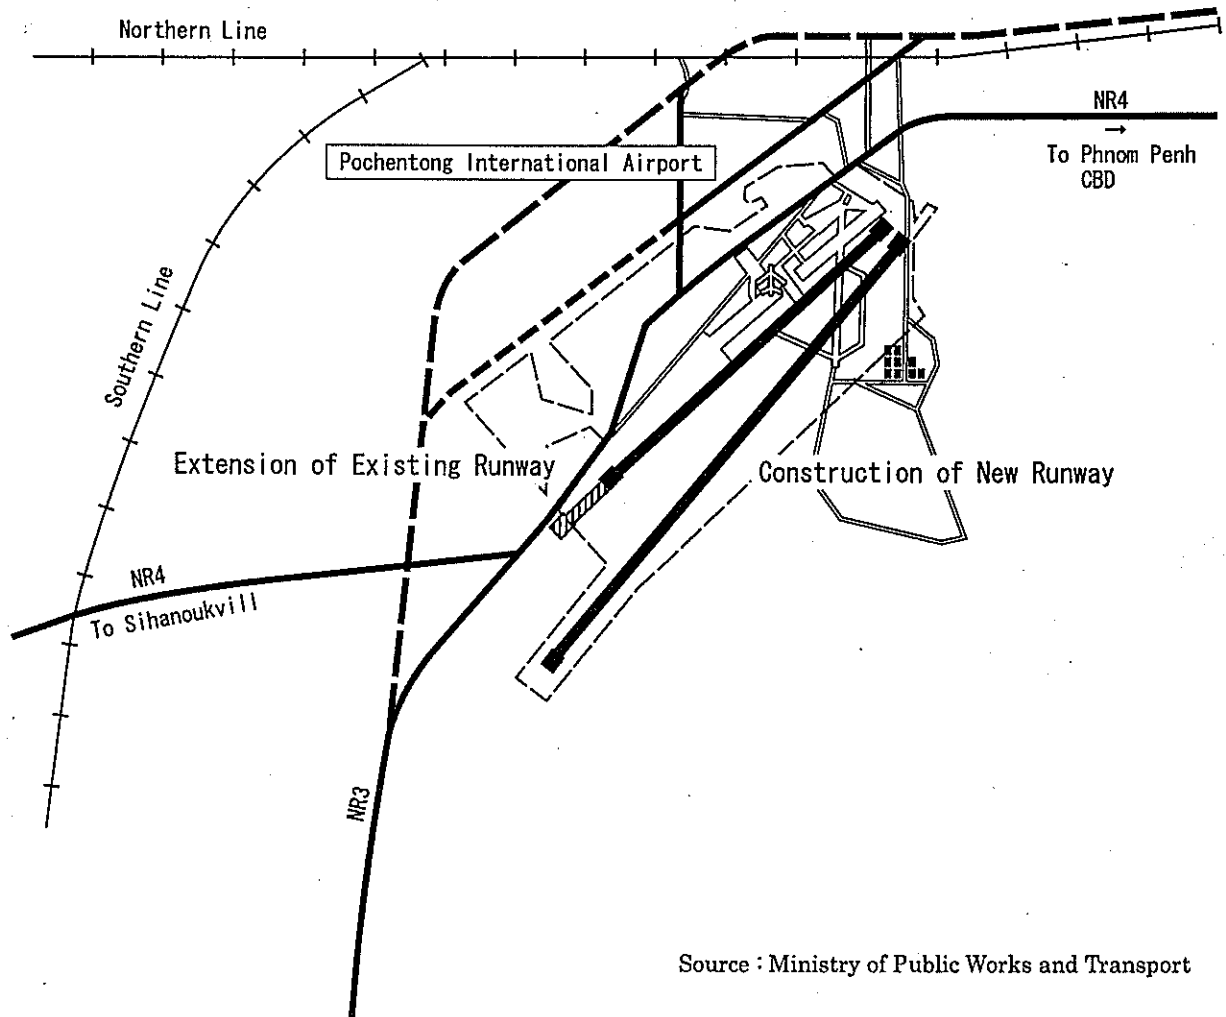 Northern Line
NR4
→
To Phnom Penh
CBD
Pochentong International Airport
Southern Line
Extension of Existing Runway
Construction of New Runway
NR4
To Sihanoukvill
NR3
Source : Ministry of Public Works and Transport